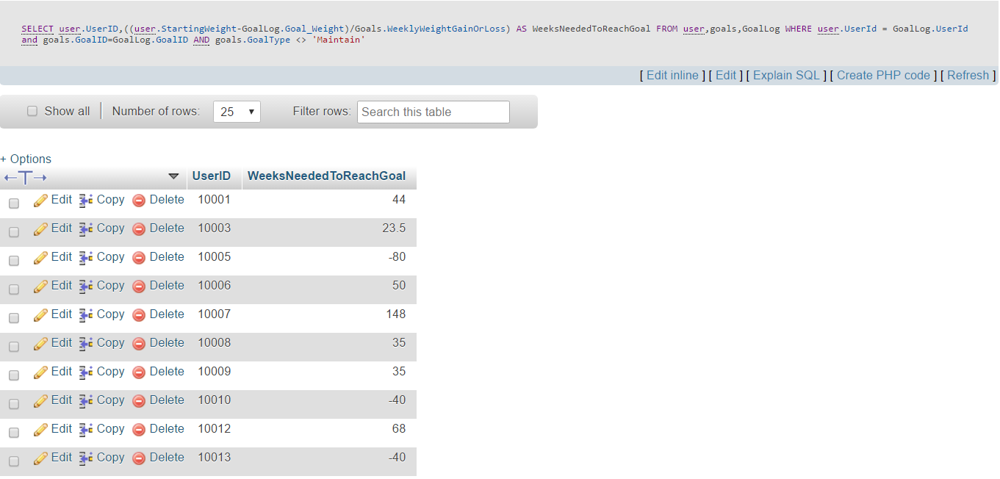 SELECT user.UserID,((user.StartingWeight-GoalLog.Goal_Weight)/Goals.WeeklyWeightGainOrLoss) AS WeeksNeededToReachGoal FROM user,goals,GoalLog WHERE user.UserId = GoalLog.UserId
and goals.GoalID=GoalLog.GoalID AND goals.GoalType <> 'Maintain'
[ Edit inline ] [ Edit ] [ Explain SQL ] [ Create PHP code ] [ Refresh ]
Show all Number of rows: 25 Filter rows: Search this table
+ Options
←T→ UserID WeeksNeededToReachGoal
Edit Copy Delete 10001 44
Edit Copy Delete 10003 23.5
Edit Copy Delete 10005 -80
Edit Copy Delete 10006 50
Edit Copy Delete 10007 148
Edit Copy Delete 10008 35
Edit Copy Delete 10009 35
Edit Copy Delete 10010 -40
Edit Copy Delete 10012 68
Edit Copy Delete 10013 -40